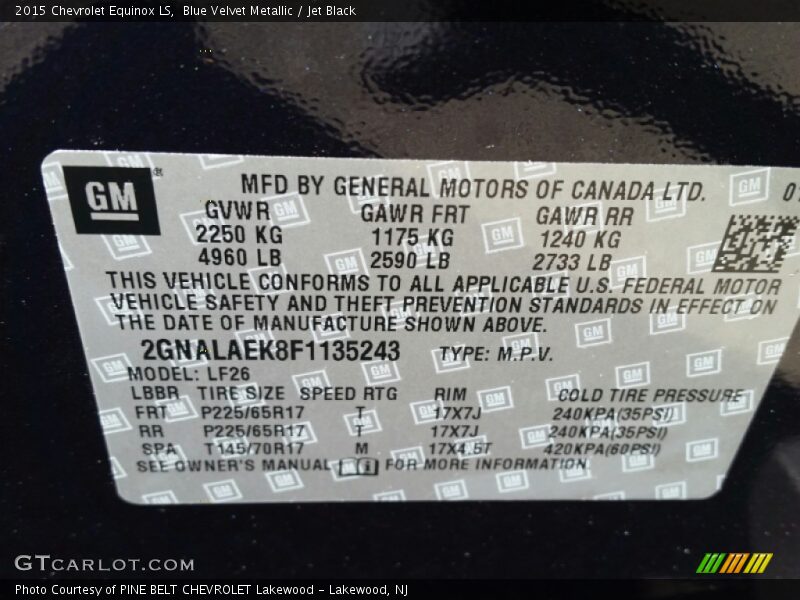 2015 Chevrolet Equinox LS,  Blue Velvet Metallic / Jet Black
GM ®
MFD BY GENERAL MOTORS OF CANADA LTD.
GVWR GAWR FRT GAWR RR
2250 KG 1175 KG 1240 KG
4960 LB 2590 LB 2733 LB
THIS VEHICLE CONFORMS TO ALL APPLICABLE U.S. FEDERAL MOTOR
VEHICLE SAFETY AND THEFT PREVENTION STANDARDS IN EFFECT ON
THE DATE OF MANUFACTURE SHOWN ABOVE.
2GNALAEK8F1135243 TYPE: M.P.V.
MODEL: LF26
LBBR TIRE SIZE SPEED RTG RIM COLD TIRE PRESSURE
FRT P225/65R17 T 17X7J 240KPA(35PSI)
RR P225/65R17 T 17X7J 240KPA(35PSI)
SPA T145/70R17 M 17X4.5T 420KPA(60PSI)
SEE OWNER'S MANUAL FOR MORE INFORMATION.
GTCARLOT.COM
Photo Courtesy of PINE BELT CHEVROLET Lakewood - Lakewood, NJ